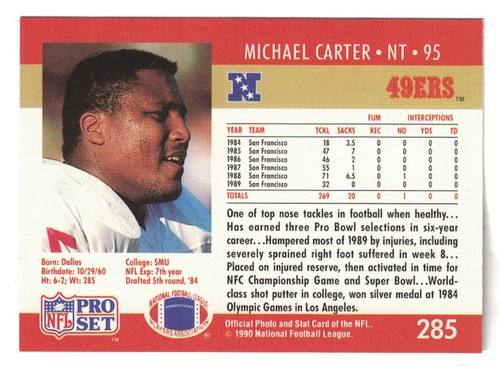 MICHAEL CARTER • NT • 95
49ERS TM
FUM INTERCEPTIONS
YEAR TEAM TCKL SACKS REC NO YDS TD
1984 San Francisco 18 3.5 0 0 0 0
1985 San Francisco 47 7 0 0 0 0
1986 San Francisco 46 2 0 0 0 0
1987 San Francisco 55 1 0 0 0 0
1988 San Francisco 71 6.5 0 1 0 0
1989 San Francisco 32 0 0 0 0 0
TOTALS 269 20 0 1 0 0
One of top nose tackles in football when healthy...
Has earned three Pro Bowl selections in six-year
career...Hampered most of 1989 by injuries, including
severely sprained right foot suffered in week 8...
Placed on injured reserve, then activated in time for
NFC Championship Game and Super Bowl...World-
class shot putter in college, won silver medal at 1984
Olympic Games in Los Angeles.
Born: Dallas College: SMU
Birthdate: 10/29/60 NFL Exp: 7th year
Ht: 6-2; Wt: 285 Drafted 5th round, '84
NFL PRO SET TM
NATIONAL FOOTBALL LEAGUE
PLAYERS ASSOCIATION
Official Photo and Stat Card of the NFL.
© 1990 National Football League.
285